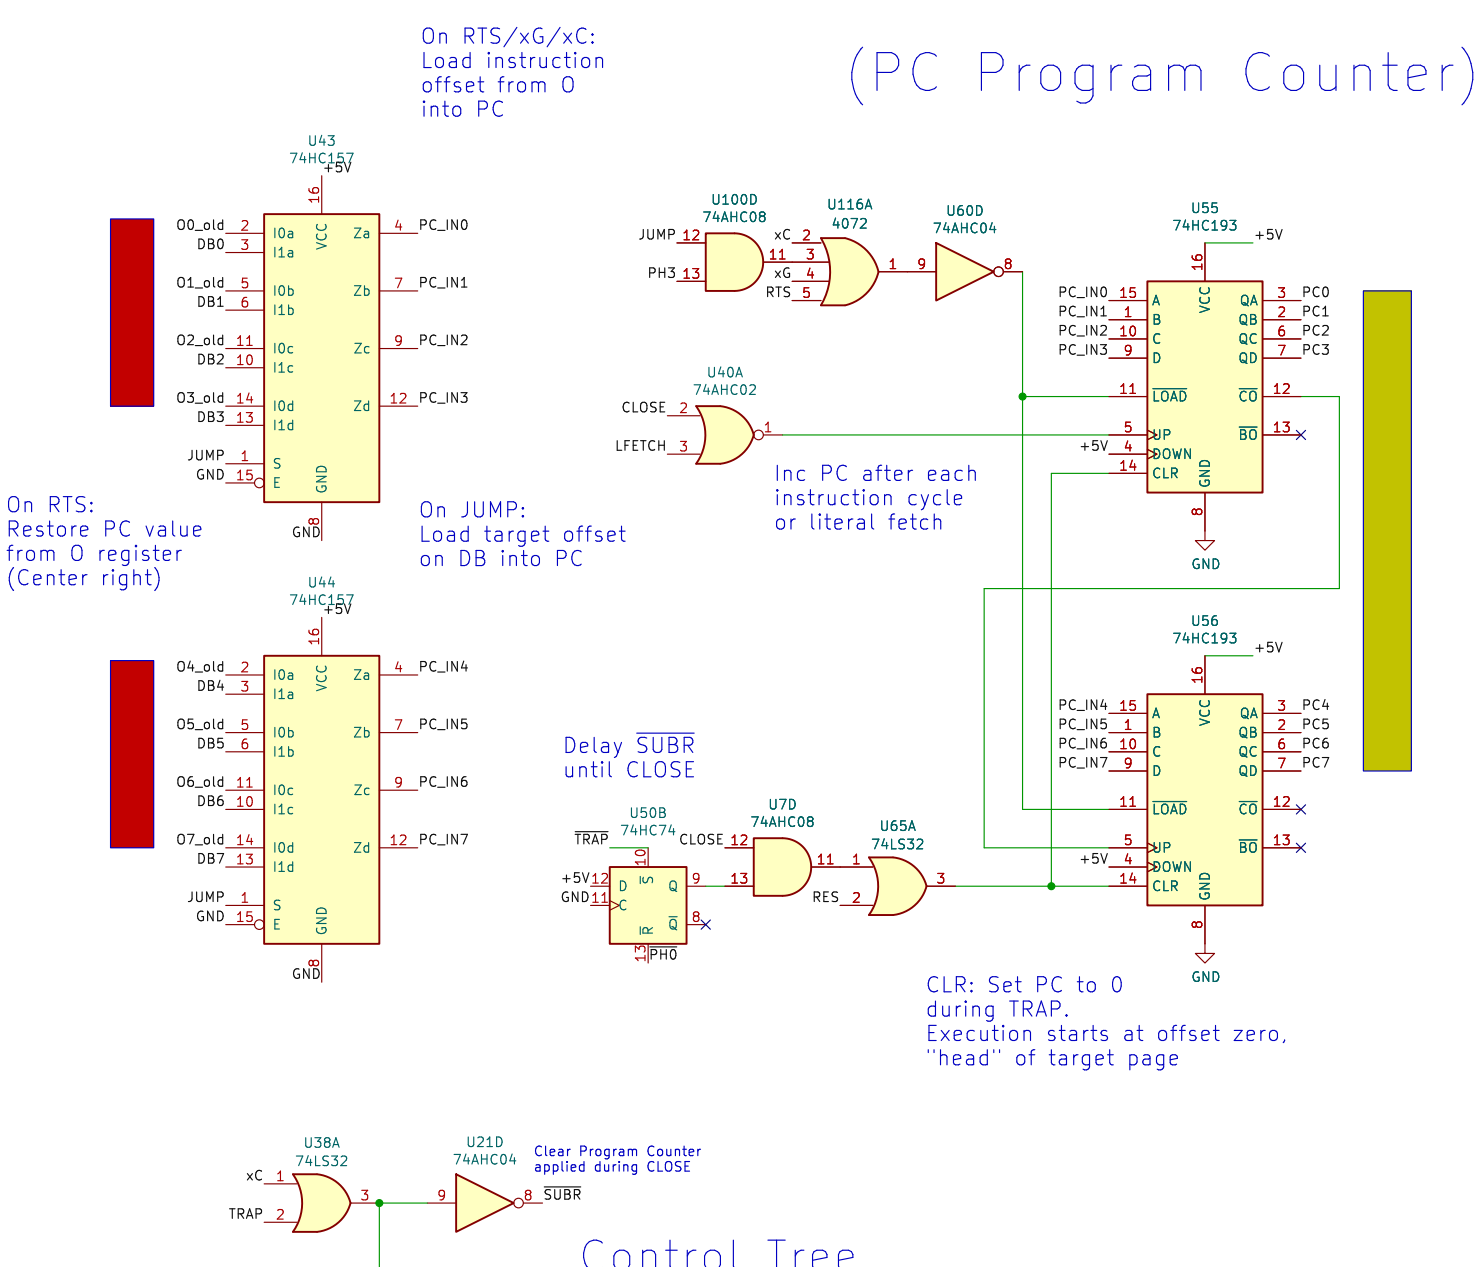 On RTS/xG/xC:
Load instruction
offset from O
into PC
(PC Program Counter)
U43
74HC157
+5V
16
VCC
O0_old 2 I0a Za 4 PC_IN0
DB0 3 I1a
O1_old 5 I0b Zb 7 PC_IN1
DB1 6 I1b
O2_old 11 I0c Zc 9 PC_IN2
DB2 10 I1c
O3_old 14 I0d Zd 12 PC_IN3
DB3 13 I1d
JUMP 1 S
GND 15 E
GND
8
GND
U100D
74AHC08
JUMP 12
11
PH3 13
U116A
4072
xC 2
3
xG 4
RTS 5
1
U60D
74AHC04
9 8
U55
74HC193
+5V
16
VCC
PC_IN0 15 A QA 3 PC0
PC_IN1 1 B QB 2 PC1
PC_IN2 10 C QC 6 PC2
PC_IN3 9 D QD 7 PC3
11 LOAD CO 12
5 UP BO 13
+5V 4 DOWN
14 CLR
GND
8
GND
U40A
74AHC02
CLOSE 2
1
LFETCH 3
Inc PC after each
instruction cycle
or literal fetch
On RTS:
Restore PC value
from O register
(Center right)
On JUMP:
Load target offset
on DB into PC
U44
74HC157
+5V
16
VCC
O4_old 2 I0a Za 4 PC_IN4
DB4 3 I1a
O5_old 5 I0b Zb 7 PC_IN5
DB5 6 I1b
O6_old 11 I0c Zc 9 PC_IN6
DB6 10 I1c
O7_old 14 I0d Zd 12 PC_IN7
DB7 13 I1d
JUMP 1 S
GND 15 E
GND
8
GND
U56
74HC193
+5V
16
VCC
PC_IN4 15 A QA 3 PC4
PC_IN5 1 B QB 2 PC5
PC_IN6 10 C QC 6 PC6
PC_IN7 9 D QD 7 PC7
11 LOAD CO 12
5 UP BO 13
+5V 4 DOWN
14 CLR
GND
8
GND
Delay SUBR
until CLOSE
U50B
74HC74
TRAP
10
S
+5V 12 D Q 9
GND 11 C
Q 8
R
13
PH0
U7D
74AHC08
CLOSE 12
11
13
U65A
74LS32
1
3
RES 2
CLR: Set PC to 0
during TRAP.
Execution starts at offset zero,
"head" of target page
U38A
74LS32
xC 1
3
TRAP 2
U21D
74AHC04
9 8 SUBR
Clear Program Counter
applied during CLOSE
Control Tree